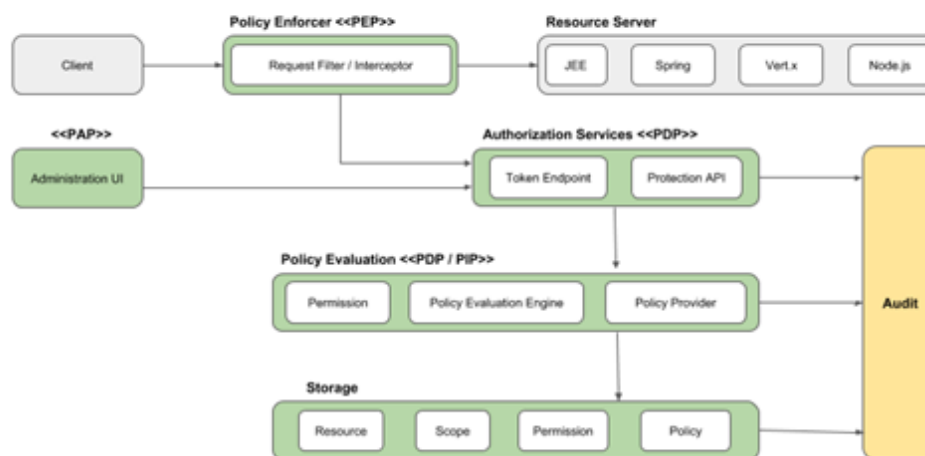 Policy Enforcer <<PEP>>
Resource Server
Client
Request Filter / Interceptor
JEE
Spring
Vert.x
Node.js
<<PAP>>
Authorization Services <<PDP>>
Administration UI
Token Endpoint
Protection API
Policy Evaluation <<PDP / PIP>>
Permission
Policy Evaluation Engine
Policy Provider
Audit
Storage
Resource
Scope
Permission
Policy